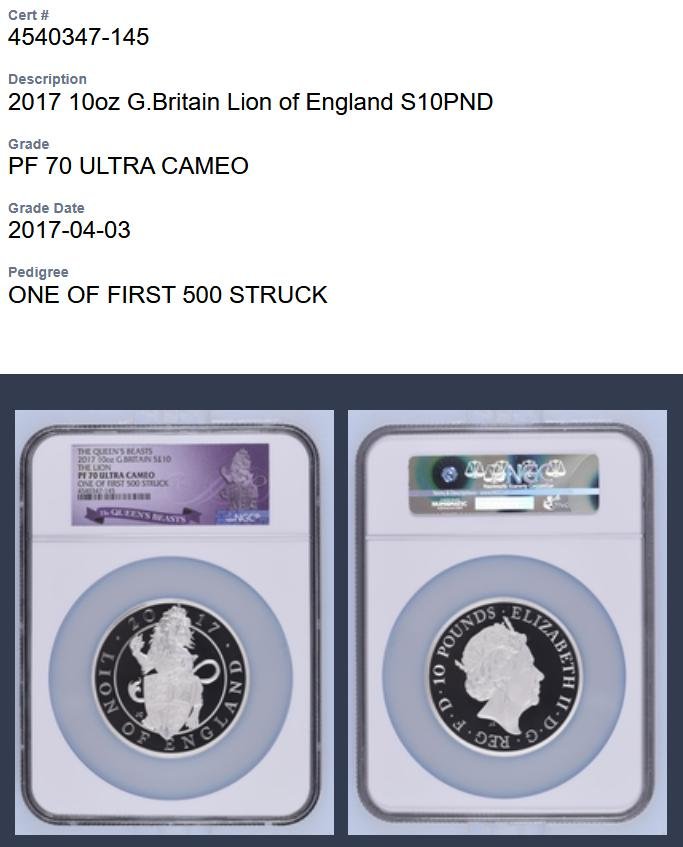 Cert #
4540347-145
Description
2017 10oz G.Britain Lion of England S10PND
Grade
PF 70 ULTRA CAMEO
Grade Date
2017-04-03
Pedigree
ONE OF FIRST 500 STRUCK
THE QUEEN'S BEASTS
2017 10oz G.BRITAIN S£10
THE LION
PF 70 ULTRA CAMEO
ONE OF FIRST 500 STRUCK
4540347-145
The QUEEN'S BEASTS
NGC
2017
LION OF ENGLAND
NGC
ELIZABETH II · D · G · REG · F · D · 10 POUNDS ·